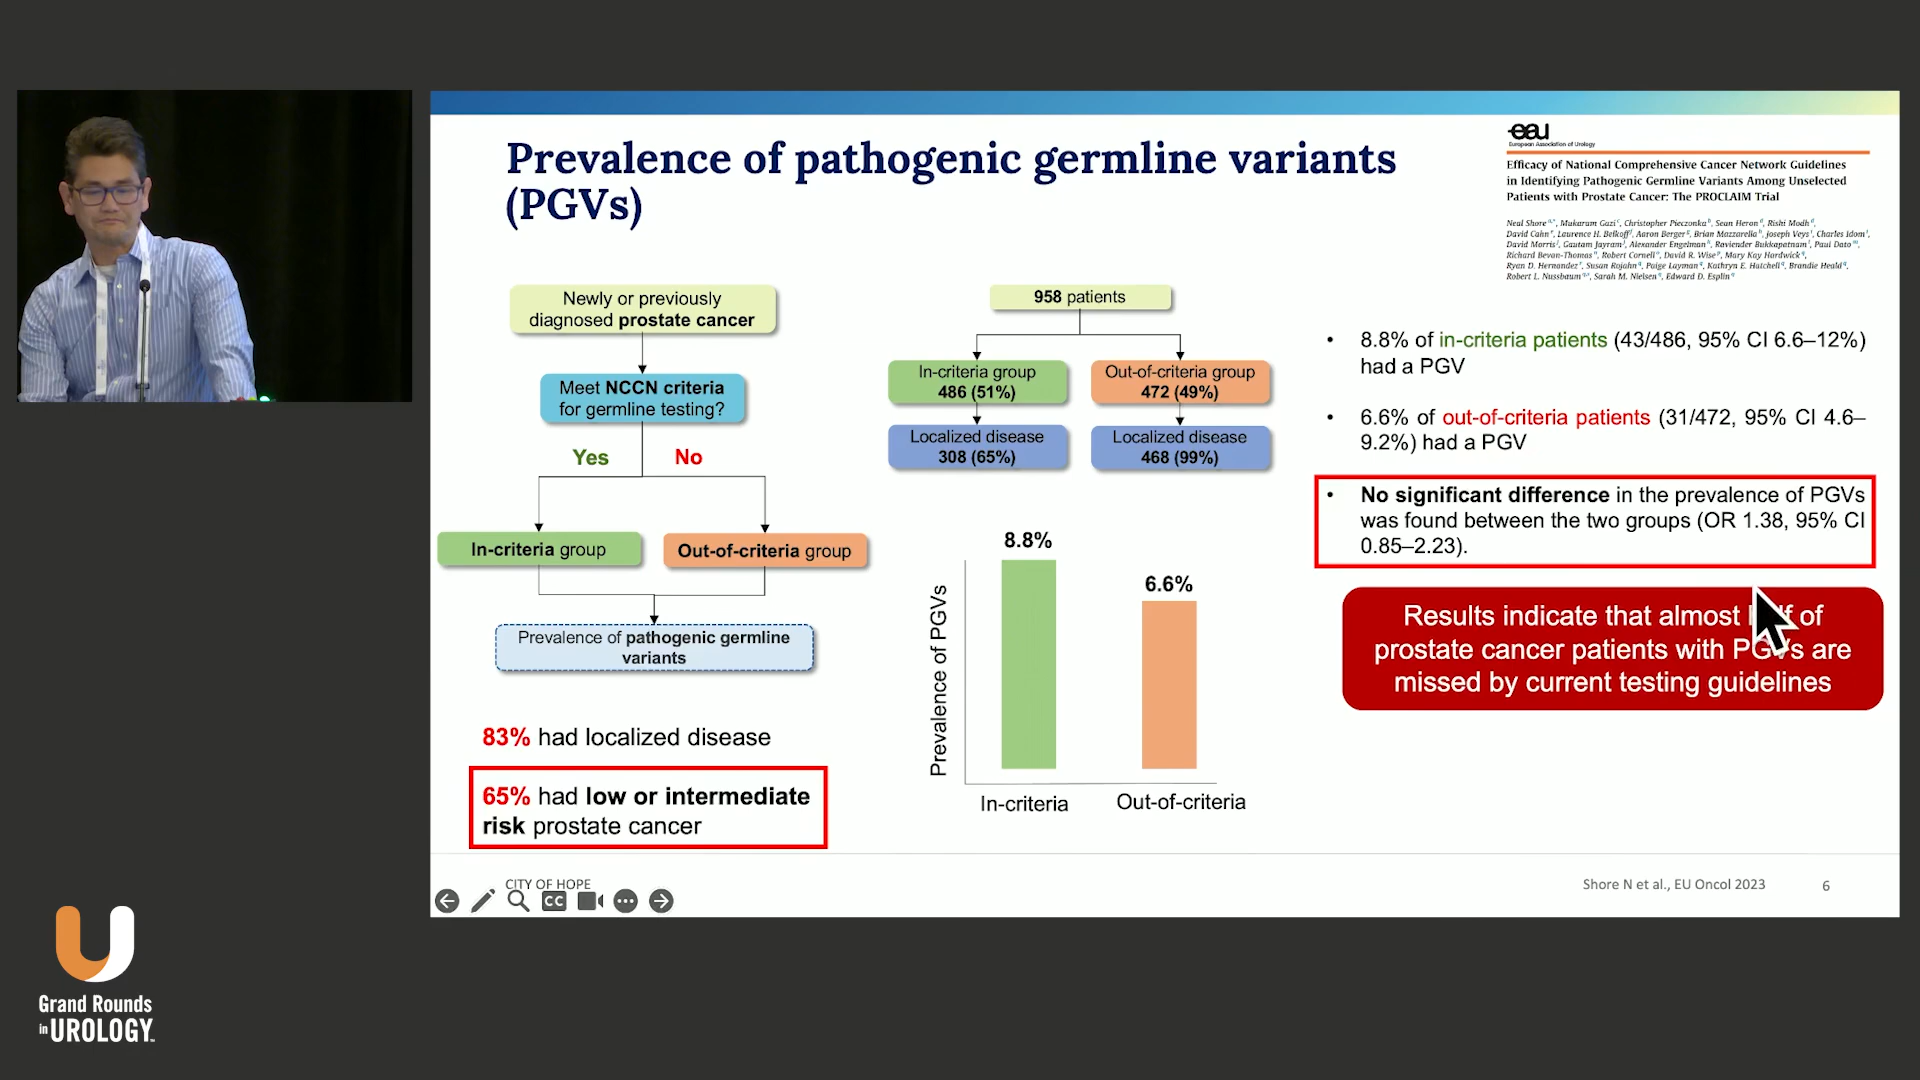 Prevalence of pathogenic germline variants
(PGVs)
eau
European Association of Urology
Efficacy of National Comprehensive Cancer Network Guidelines
in Identifying Pathogenic Germline Variants Among Unselected
Patients with Prostate Cancer: The PROCLAIM Trial
Neal Shore, Mukaram Gazi, Christopher Pieczonka, Sean Heron, Rishi Modh,
David Cahn, Laurence H. Belkoff, Aaron Berger, Brian Mazzarella, Joseph Veys, Charles Idom,
David Morris, Gautam Jayram, Alexander Engelman, Raviender Bukkapatnam, Paul Dato,
Richard Bevan-Thomas, Robert Cornell, David R. Wise, Mary Kay Hardwick,
Ryan D. Hernandez, Susan Rojahn, Paige Layman, Kathryn E. Hatchell, Brandie Heald,
Robert L. Nussbaum, Sarah M. Nielsen, Edward D. Esplin
Newly or previously
diagnosed prostate cancer
Meet NCCN criteria
for germline testing?
Yes
No
In-criteria group
Out-of-criteria group
Prevalence of pathogenic germline
variants
83% had localized disease
65% had low or intermediate
risk prostate cancer
958 patients
In-criteria group
486 (51%)
Out-of-criteria group
472 (49%)
Localized disease
308 (65%)
Localized disease
468 (99%)
Prevalence of PGVs
8.8%
6.6%
In-criteria
Out-of-criteria
• 8.8% of in-criteria patients (43/486, 95% CI 6.6–12%)
had a PGV
• 6.6% of out-of-criteria patients (31/472, 95% CI 4.6–
9.2%) had a PGV
• No significant difference in the prevalence of PGVs
was found between the two groups (OR 1.38, 95% CI
0.85–2.23).
Results indicate that almost half of
prostate cancer patients with PGVs are
missed by current testing guidelines
CITY OF HOPE
CC
Shore N et al., EU Oncol 2023
6
Grand Rounds
in UROLOGY™